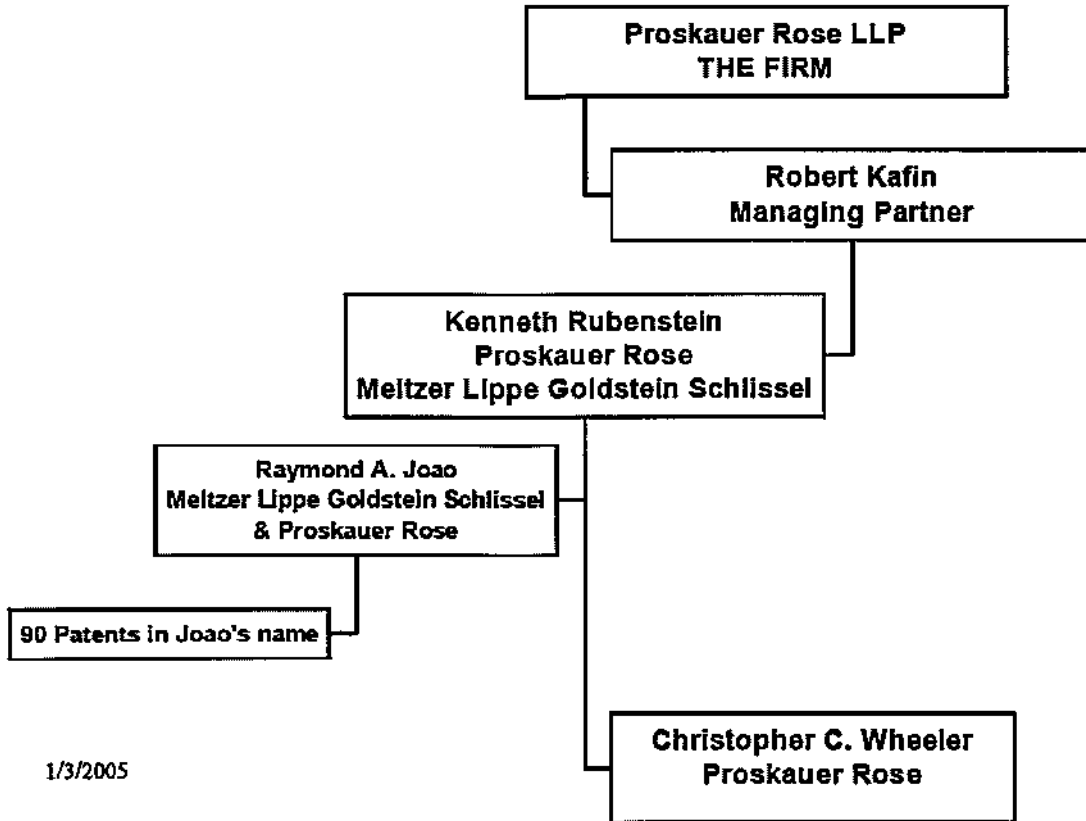 Proskauer Rose LLP
THE FIRM
Robert Kafin
Managing Partner
Kenneth Rubenstein
Proskauer Rose
Meltzer Lippe Goldstein Schlissel
Raymond A. Joao
Meltzer Lippe Goldstein Schlissel
& Proskauer Rose
90 Patents in Joao's name
Christopher C. Wheeler
Proskauer Rose
1/3/2005